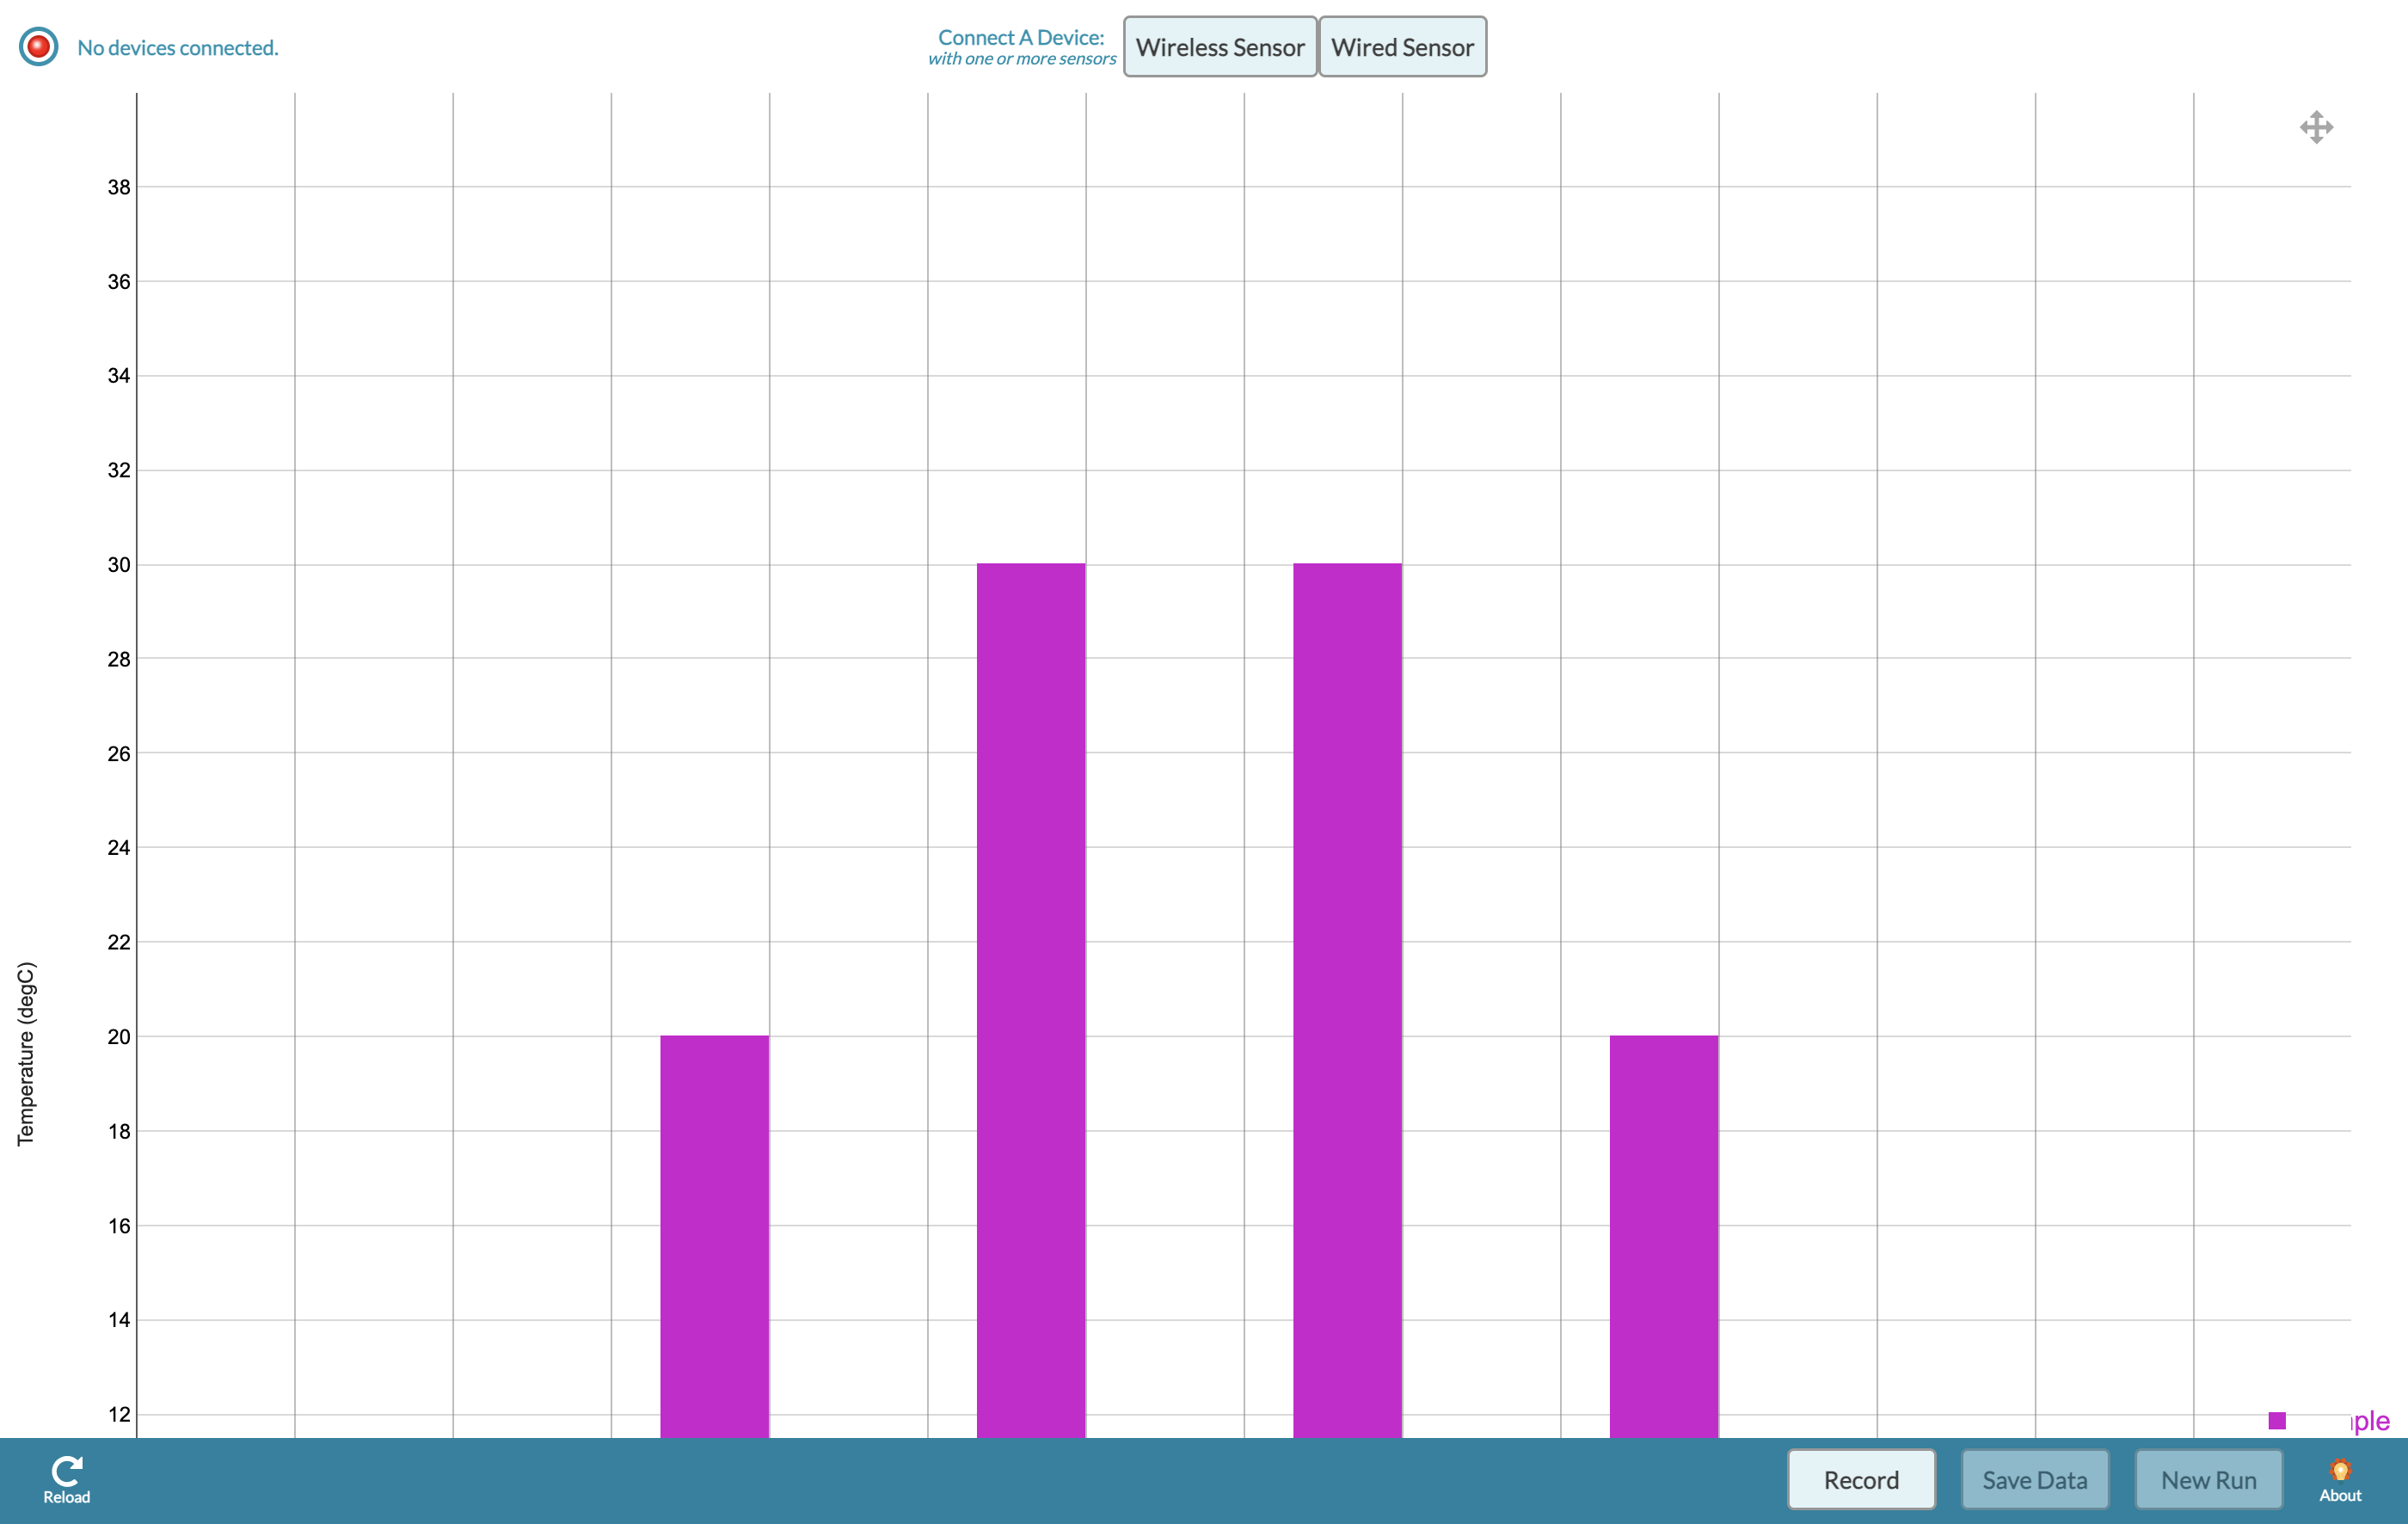 No devices connected.
Connect A Device:
with one or more sensors
Wireless Sensor
Wired Sensor
38
36
34
32
30
28
26
24
22
20
18
16
14
12
Temperature (degC)
Reload
Record
Save Data
New Run
About